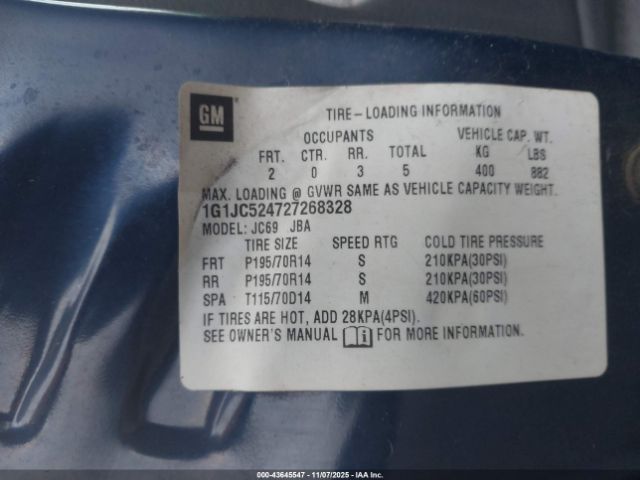 GM
TIRE-LOADING INFORMATION
OCCUPANTS VEHICLE CAP. WT.
FRT. CTR. RR. TOTAL KG LBS
2 0 3 5 400 882
MAX. LOADING @ GVWR SAME AS VEHICLE CAPACITY WEIGHT.
1G1JC524727268328
MODEL: JC69 JBA
TIRE SIZE SPEED RTG COLD TIRE PRESSURE
FRT P195/70R14 S 210KPA(30PSI)
RR P195/70R14 S 210KPA(30PSI)
SPA T115/70D14 M 420KPA(60PSI)
IF TIRES ARE HOT, ADD 28KPA(4PSI).
SEE OWNER'S MANUAL i FOR MORE INFORMATION.
000-43645547 - 11/07/2025 - IAAI.COM